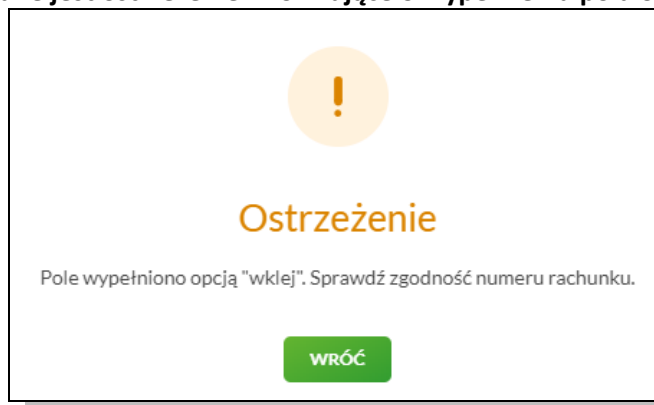 !
Ostrzeżenie
Pole wypełniono opcją "wklej". Sprawdź zgodność numeru rachunku.
WRÓĆ